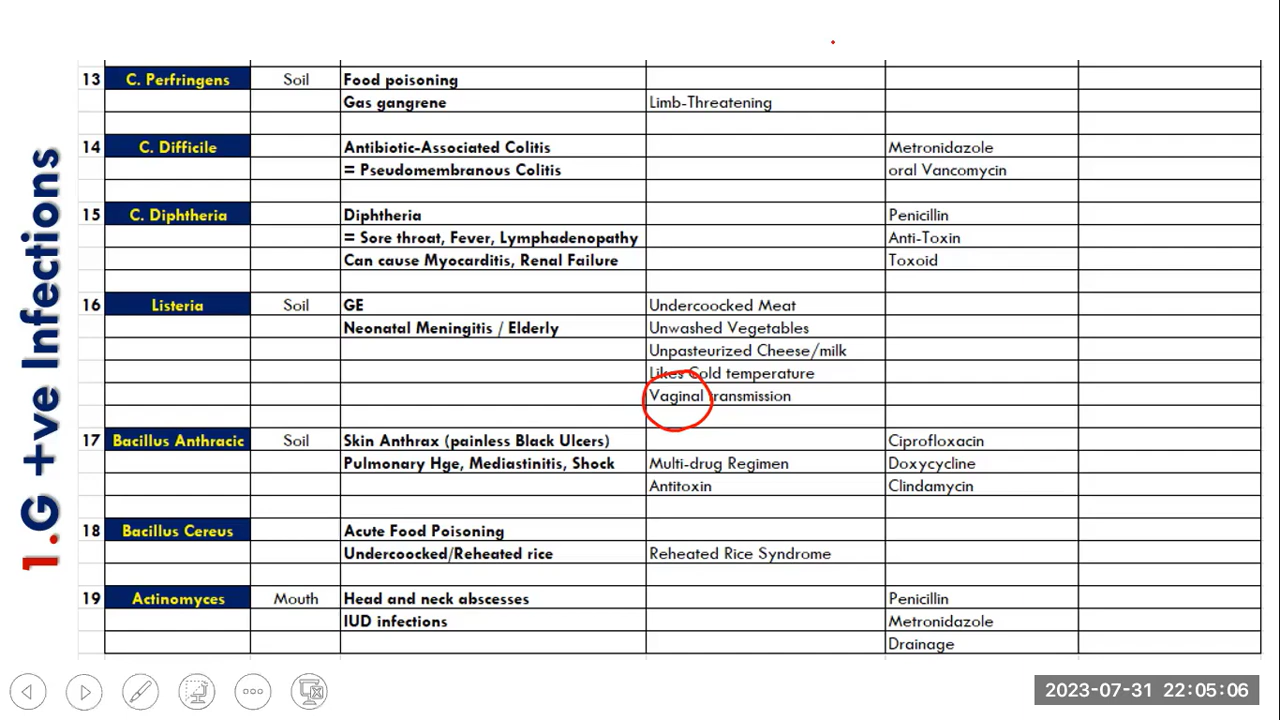 1.G +ve Infections
13 C. Perfringens Soil Food poisoning
Gas gangrene Limb-Threatening
14 C. Difficile Antibiotic-Associated Colitis Metronidazole
= Pseudomembranous Colitis oral Vancomycin
15 C. Diphtheria Diphtheria Penicillin
= Sore throat, Fever, Lymphadenopathy Anti-Toxin
Can cause Myocarditis, Renal Failure Toxoid
16 Listeria Soil GE Undercoocked Meat
Neonatal Meningitis / Elderly Unwashed Vegetables
Unpasteurized Cheese/milk
Likes Cold temperature
Vaginal transmission
17 Bacillus Anthracic Soil Skin Anthrax (painless Black Ulcers) Ciprofloxacin
Pulmonary Hge, Mediastinitis, Shock Multi-drug Regimen Doxycycline
Antitoxin Clindamycin
18 Bacillus Cereus Acute Food Poisoning
Undercoocked/Reheated rice Reheated Rice Syndrome
19 Actinomyces Mouth Head and neck abscesses Penicillin
IUD infections Metronidazole
Drainage
2023-07-31 22:05:06